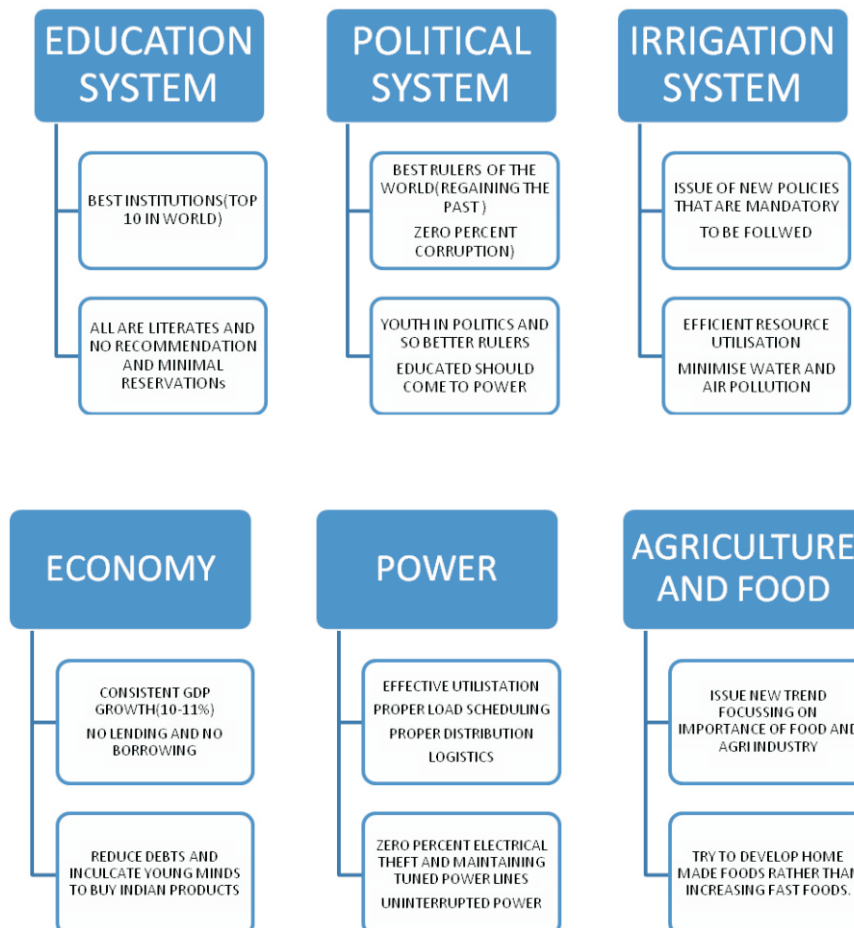 EDUCATION
SYSTEM
BEST INSTITUTIONS(TOP
10 IN WORLD)
ALL ARE LITERATES AND
NO RECOMMENDATION
AND MINIMAL
RESERVATIONs
POLITICAL
SYSTEM
BEST RULERS OF THE
WORLD(REGAINING THE
PAST )
ZERO PERCENT
CORRUPTION)
YOUTH IN POLITICS AND
SO BETTER RULERS
EDUCATED SHOULD
COME TO POWER
IRRIGATION
SYSTEM
ISSUE OF NEW POLICIES
THAT ARE MANDATORY
TO BE FOLLWED
EFFICIENT RESOURCE
UTILISATION
MINIMISE WATER AND
AIR POLLUTION
ECONOMY
CONSISTENT GDP
GROWTH(10-11%)
NO LENDING AND NO
BORROWING
REDUCE DEBTS AND
INCULCATE YOUNG MINDS
TO BUY INDIAN PRODUCTS
POWER
EFFECTIVE UTILISTATION
PROPER LOAD SCHEDULING
PROPER DISTRIBUTION
LOGISTICS
ZERO PERCENT ELECTRICAL
THEFT AND MAINTAINING
TUNED POWER LINES
UNINTERRUPTED POWER
AGRICULTURE
AND FOOD
ISSUE NEW TREND
FOCUSSING ON
IMPORTANCE OF FOOD AND
AGRI INDUSTRY
TRY TO DEVELOP HOME
MADE FOODS RATHER THAN
INCREASING FAST FOODS.